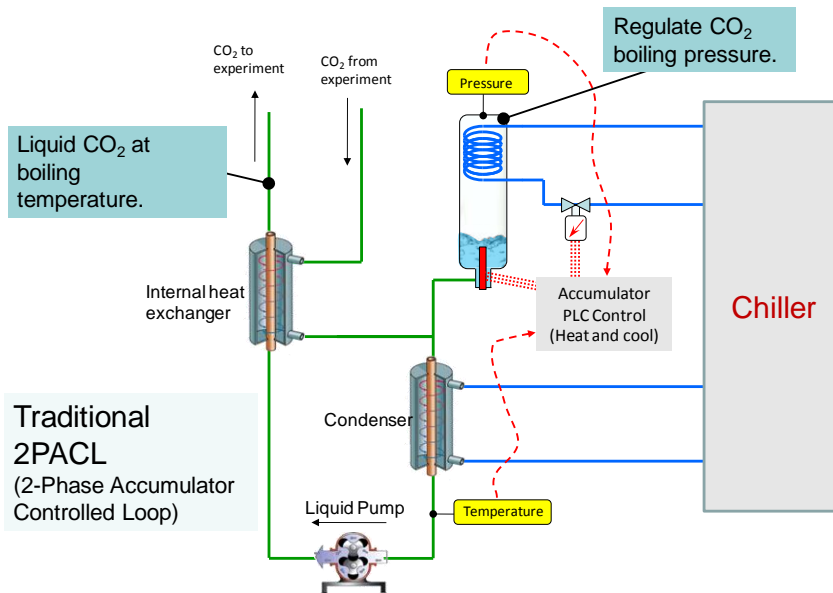 CO₂ to
experiment
CO₂ from
experiment
Regulate CO₂
boiling pressure.
Pressure
Liquid CO₂ at
boiling
temperature.
Internal heat
exchanger
Accumulator
PLC Control
(Heat and cool)
Chiller
Traditional
2PACL
(2-Phase Accumulator
Controlled Loop)
Condenser
Liquid Pump
Temperature